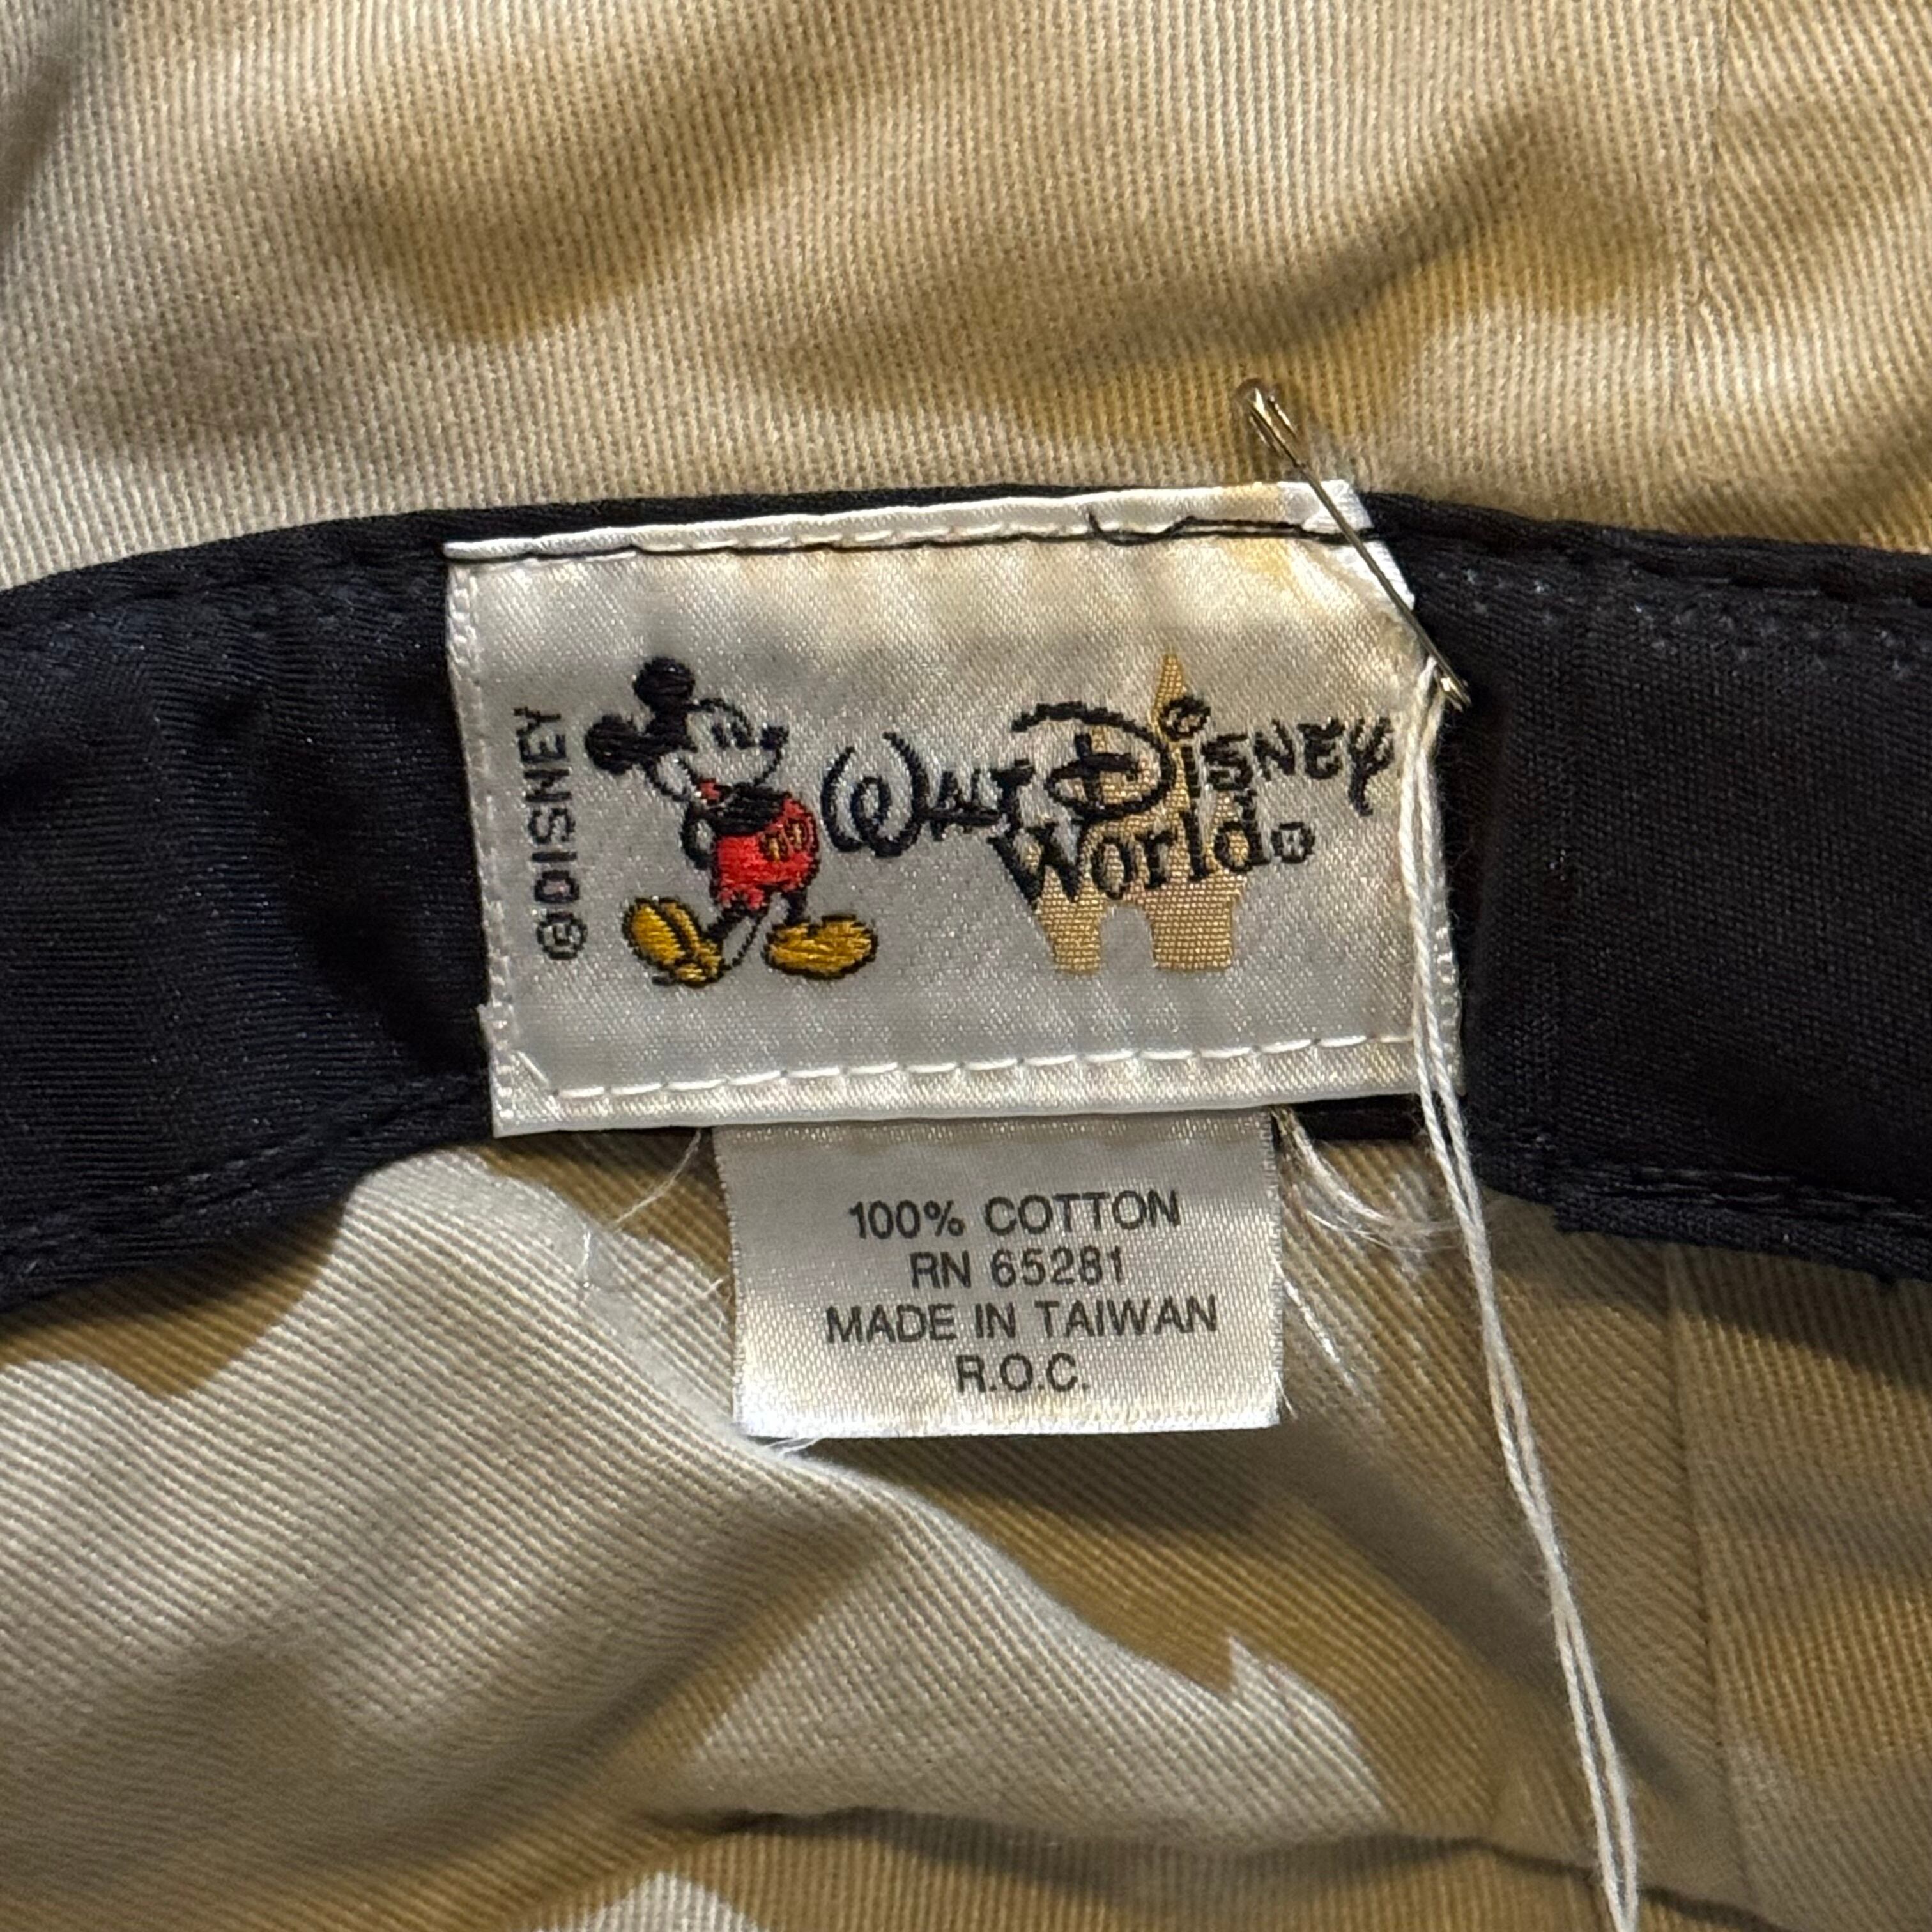 ©DISNEY
WALT DISNEY
World®
100% COTTON
RN 65281
MADE IN TAIWAN
R.O.C.